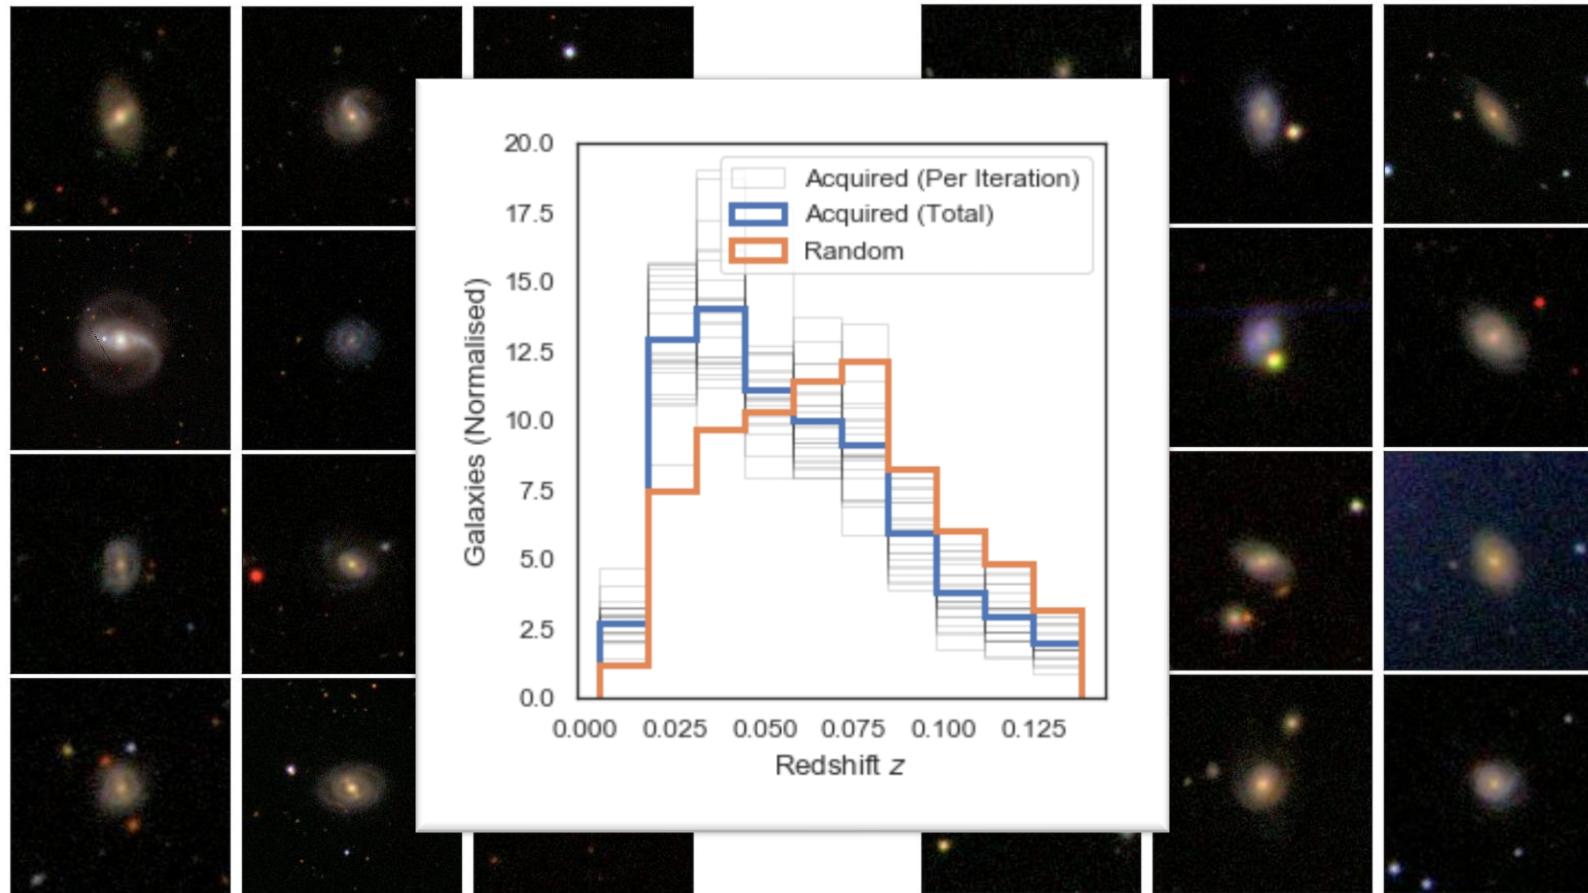 20.0
17.5
15.0
12.5
10.0
7.5
5.0
2.5
0.0
Galaxies (Normalised)
Acquired (Per Iteration)
Acquired (Total)
Random
0.000 0.025 0.050 0.075 0.100 0.125
Redshift z